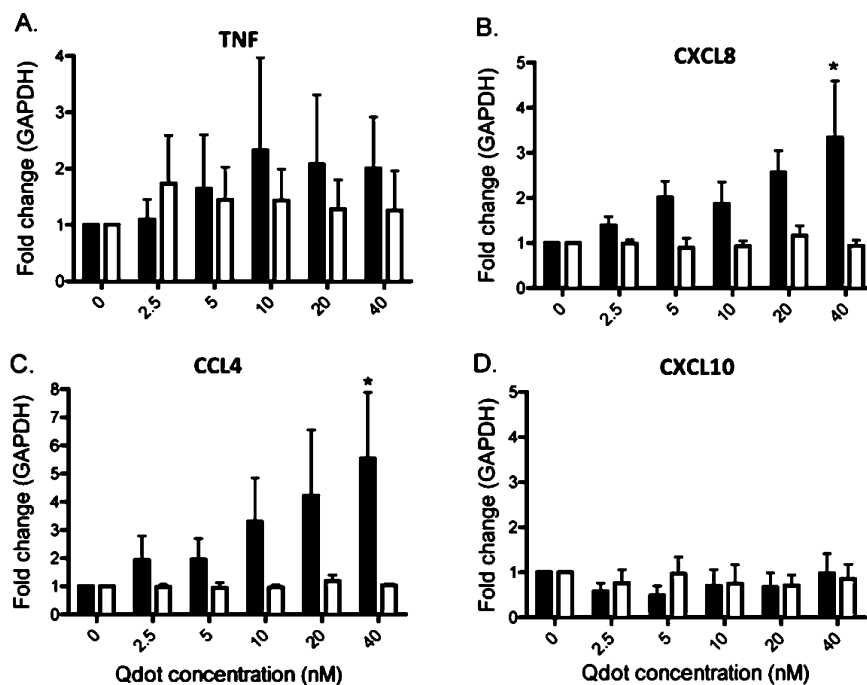 A.
TNF
Fold change (GAPDH)
4
3
2
1
0
0 2.5 5 10 20 40
B.
CXCL8
Fold change (GAPDH)
5
4
3
2
1
0
*
0 2.5 5 10 20 40
C.
CCL4
Fold change (GAPDH)
8
7
6
5
4
3
2
1
0
*
0 2.5 5 10 20 40
Qdot concentration (nM)
D.
CXCL10
Fold change (GAPDH)
5
4
3
2
1
0
0 2.5 5 10 20 40
Qdot concentration (nM)